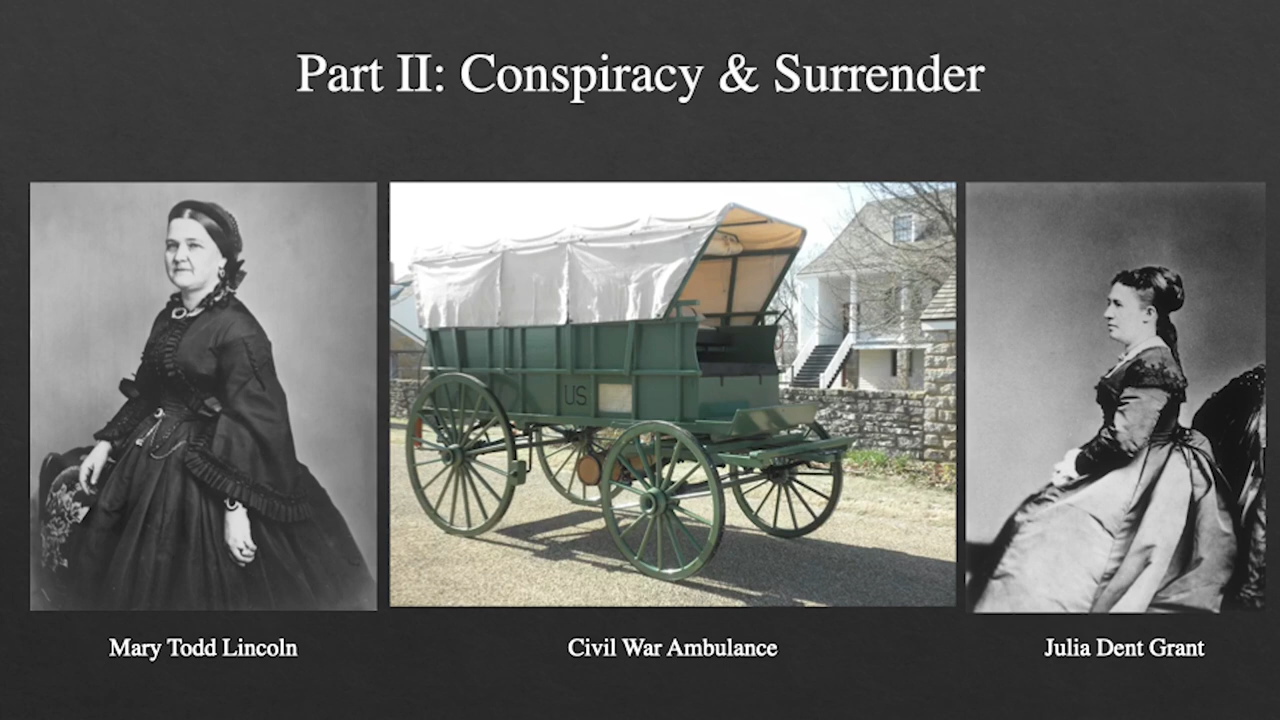 Part II: Conspiracy & Surrender
US
Mary Todd Lincoln
Civil War Ambulance
Julia Dent Grant